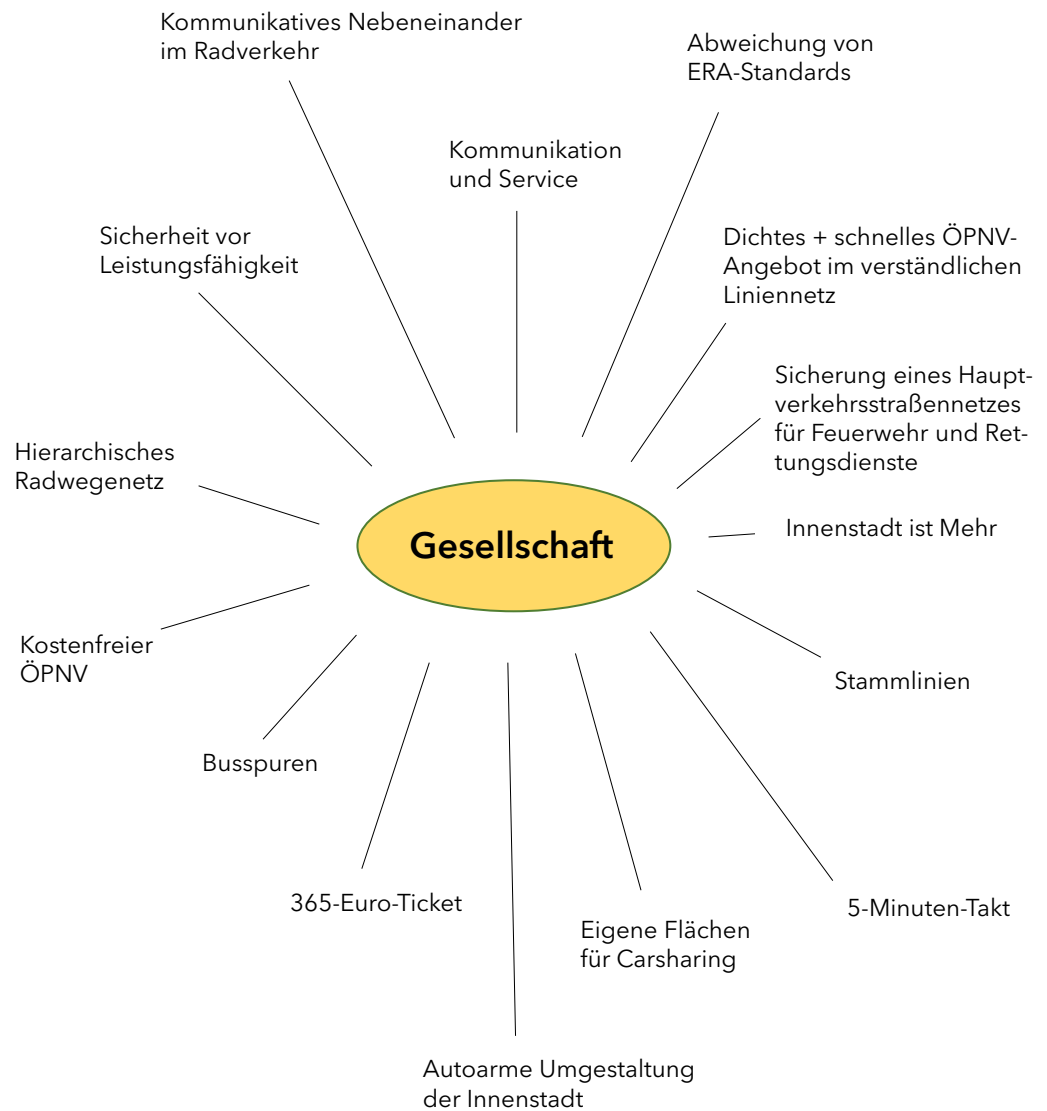 Kommunikatives Nebeneinander
im Radverkehr
Abweichung von
ERA-Standards
Kommunikation
und Service
Sicherheit vor
Leistungsfähigkeit
Dichtes + schnelles ÖPNV-
Angebot im verständlichen
Liniennetz
Sicherung eines Haupt-
verkehrsstraßennetzes
für Feuerwehr und Ret-
tungsdienste
Hierarchisches
Radwegenetz
Innenstadt ist Mehr
Gesellschaft
Kostenfreier
ÖPNV
Stammlinien
Busspuren
365-Euro-Ticket
5-Minuten-Takt
Eigene Flächen
für Carsharing
Autoarme Umgestaltung
der Innenstadt